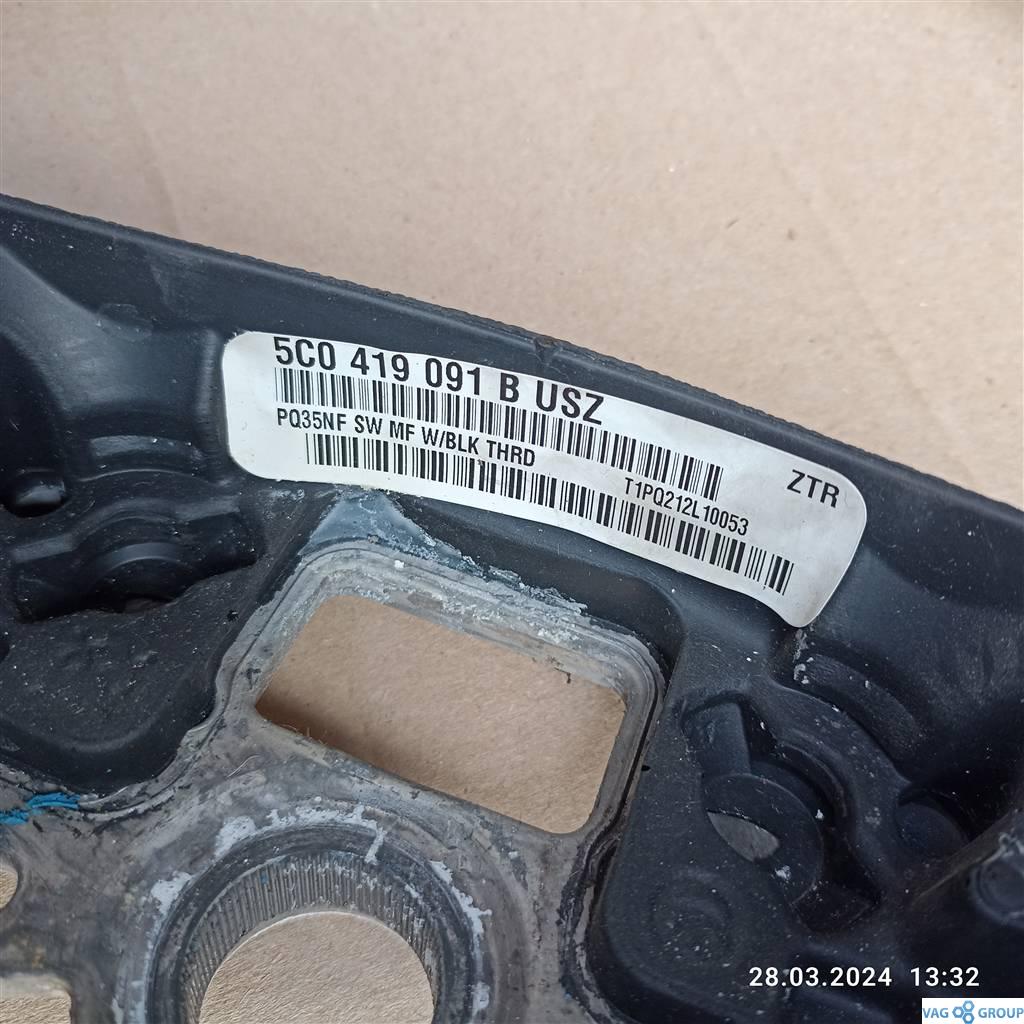 5C0 419 091 B USZ
PQ35NF SW MF W/BLK THRD
ZTR
T1PQ212L10053
28.03.2024 13:32
VAG GROUP